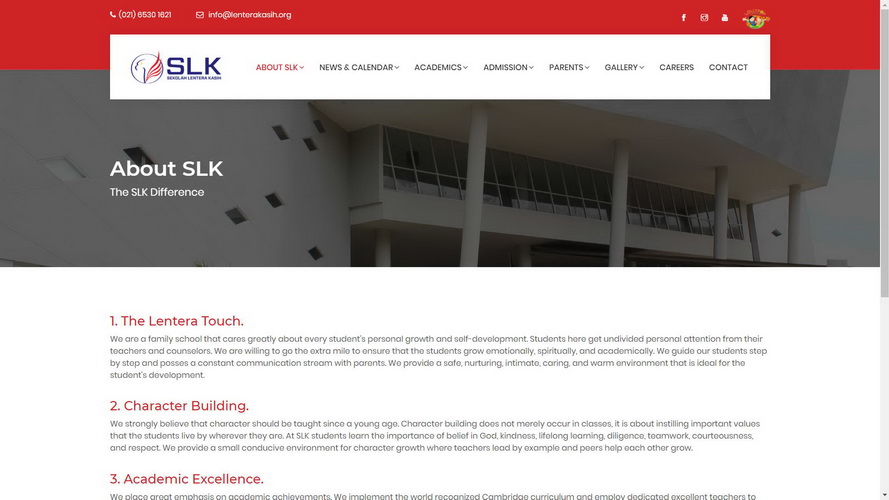 (021) 6530 1621
info@lenterakasih.org
SLK
SEKOLAH LENTERA KASIH
ABOUT SLK
NEWS & CALENDAR
ACADEMICS
ADMISSION
PARENTS
GALLERY
CAREERS
CONTACT
About SLK
The SLK Difference
1. The Lentera Touch.
We are a family school that cares greatly about every student's personal growth and self-development. Students here get undivided personal attention from their
teachers and counselors. We are willing to go the extra mile to ensure that the students grow emotionally, spiritually, and academically. We guide our students step
by step and posses a constant communication stream with parents. We provide a safe, nurturing, intimate, caring, and warm environment that is ideal for the
student's development.
2. Character Building.
We strongly believe that character should be taught since a young age. Character building does not merely occur in classes, it is about instilling important values
that the students live by wherever they are. At SLK students learn the importance of belief in God, kindness, lifelong learning, diligence, teamwork, courteousness,
and respect. We provide a small conducive environment for character growth where teachers lead by example and peers help each other grow.
3. Academic Excellence.
We place great emphasis on academic achievements. We implement the world recognized Cambridge curriculum and employ dedicated excellent teachers to